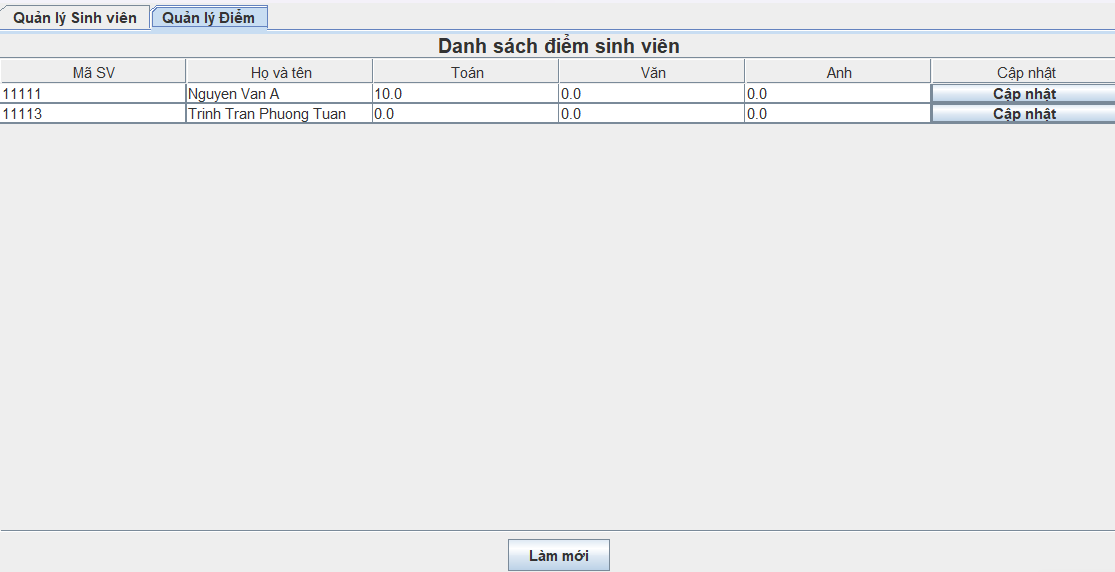 Quản lý Sinh viên Quản lý Điểm
Danh sách điểm sinh viên
Mã SV Họ và tên Toán Văn Anh Cập nhật
11111 Nguyen Van A 10.0 0.0 0.0 Cập nhật
11113 Trinh Tran Phuong Tuan 0.0 0.0 0.0 Cập nhật
Làm mới